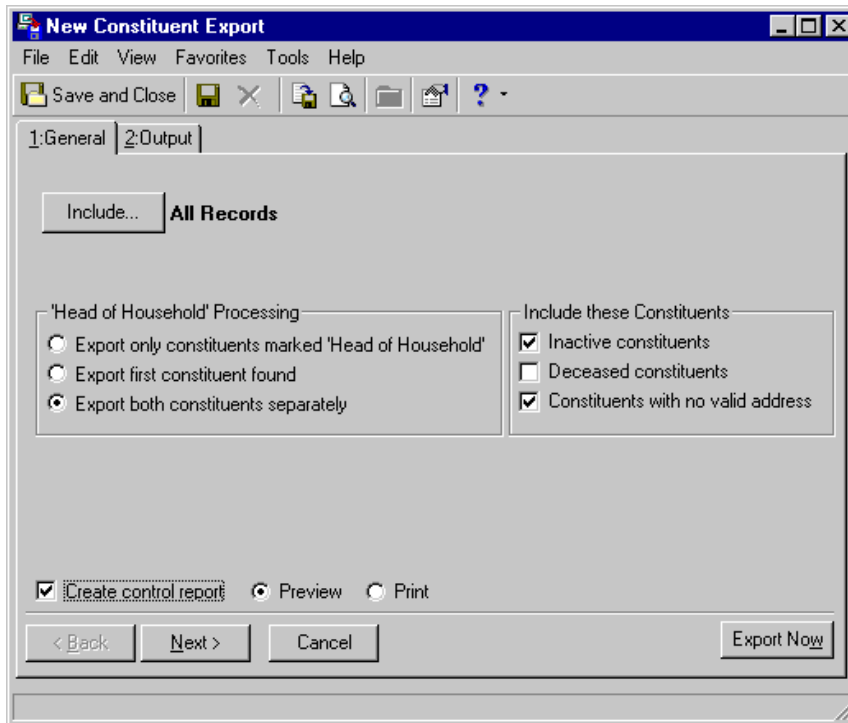 New Constituent Export
File Edit View Favorites Tools Help
Save and Close ?
1:General 2:Output
Include... All Records
'Head of Household' Processing
Export only constituents marked 'Head of Household'
Export first constituent found
Export both constituents separately
Include these Constituents
Inactive constituents
Deceased constituents
Constituents with no valid address
Create control report Preview Print
< Back Next > Cancel Export Now